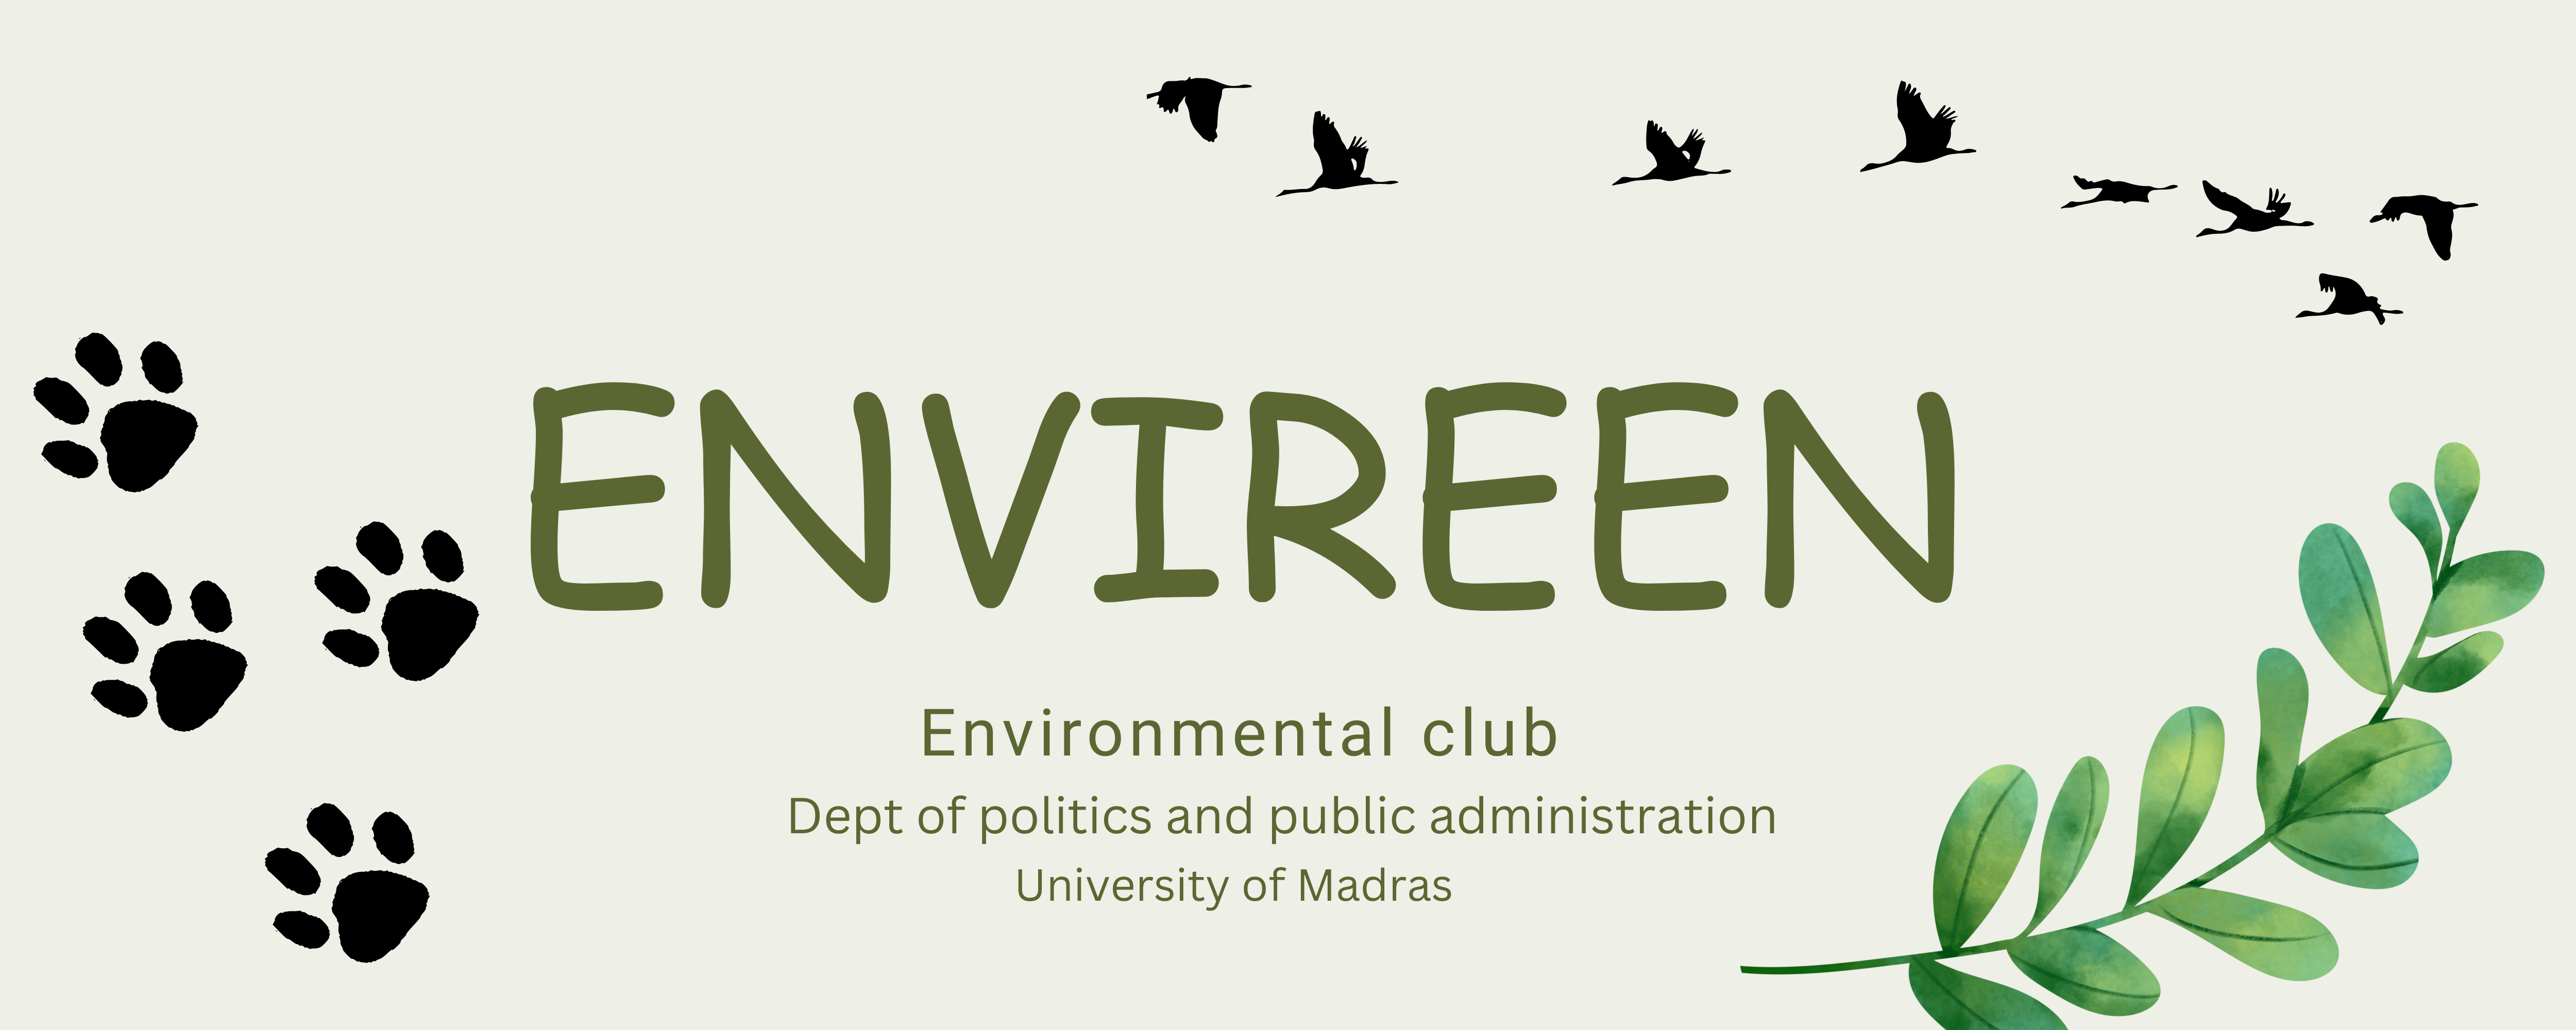 ENVIREEN
Environmental club
Dept of politics and public administration
University of Madras